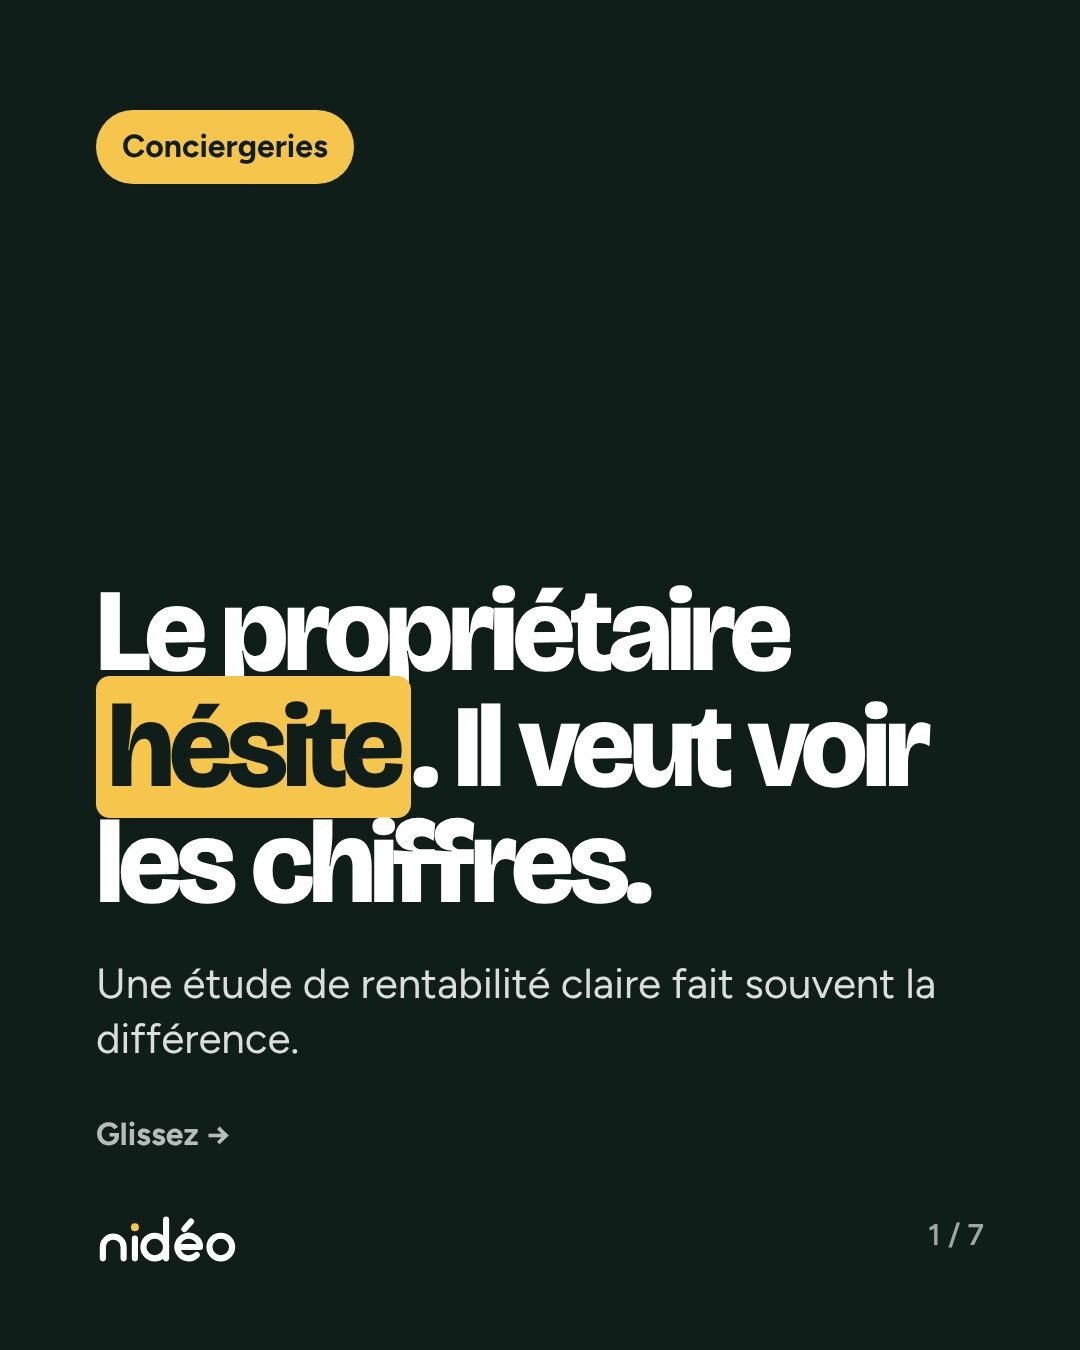 Conciergeries
Le propriétaire
hésite. Il veut voir
les chiffres.
Une étude de rentabilité claire fait souvent la
différence.
Glissez →
nidéo
1 / 7